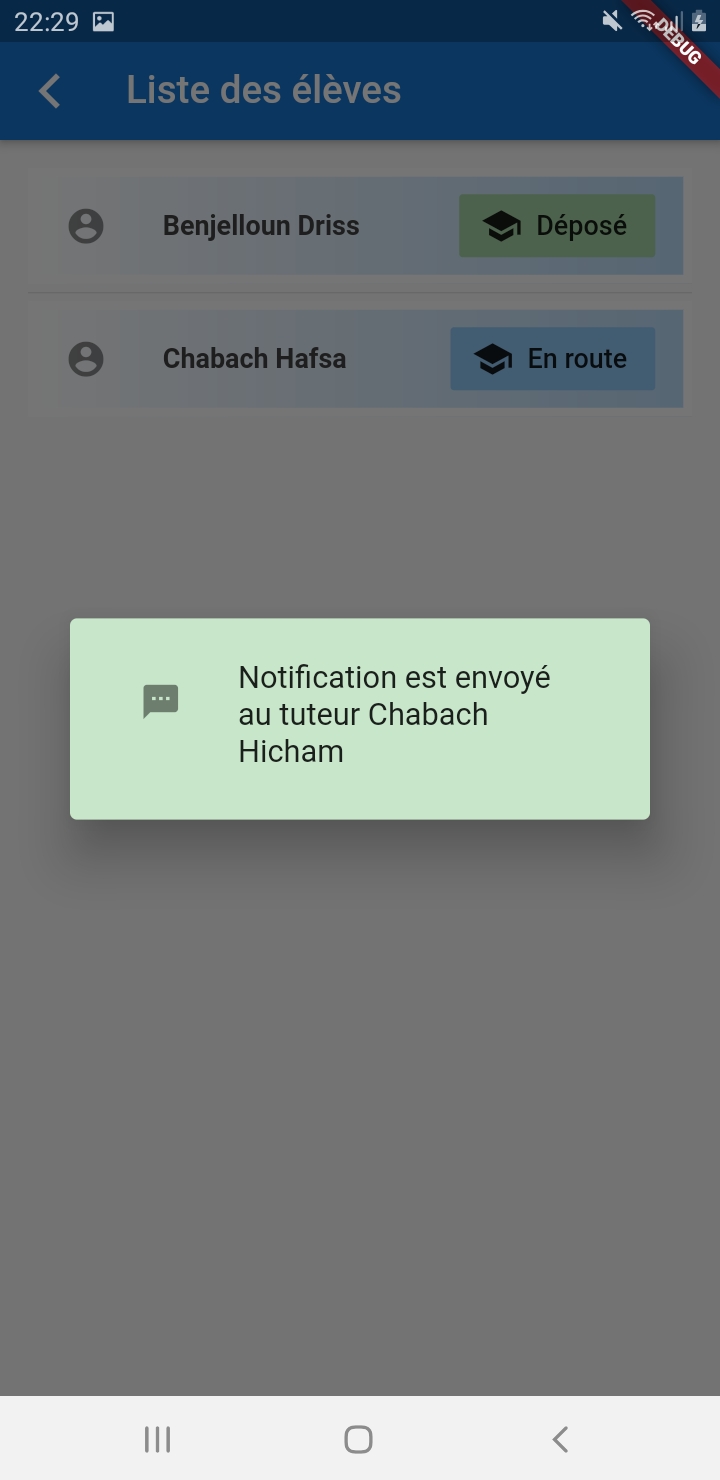 22:29
DEBUG
Liste des élèves
Benjelloun Driss
Déposé
Chabach Hafsa
En route
Notification est envoyé
au tuteur Chabach
Hicham